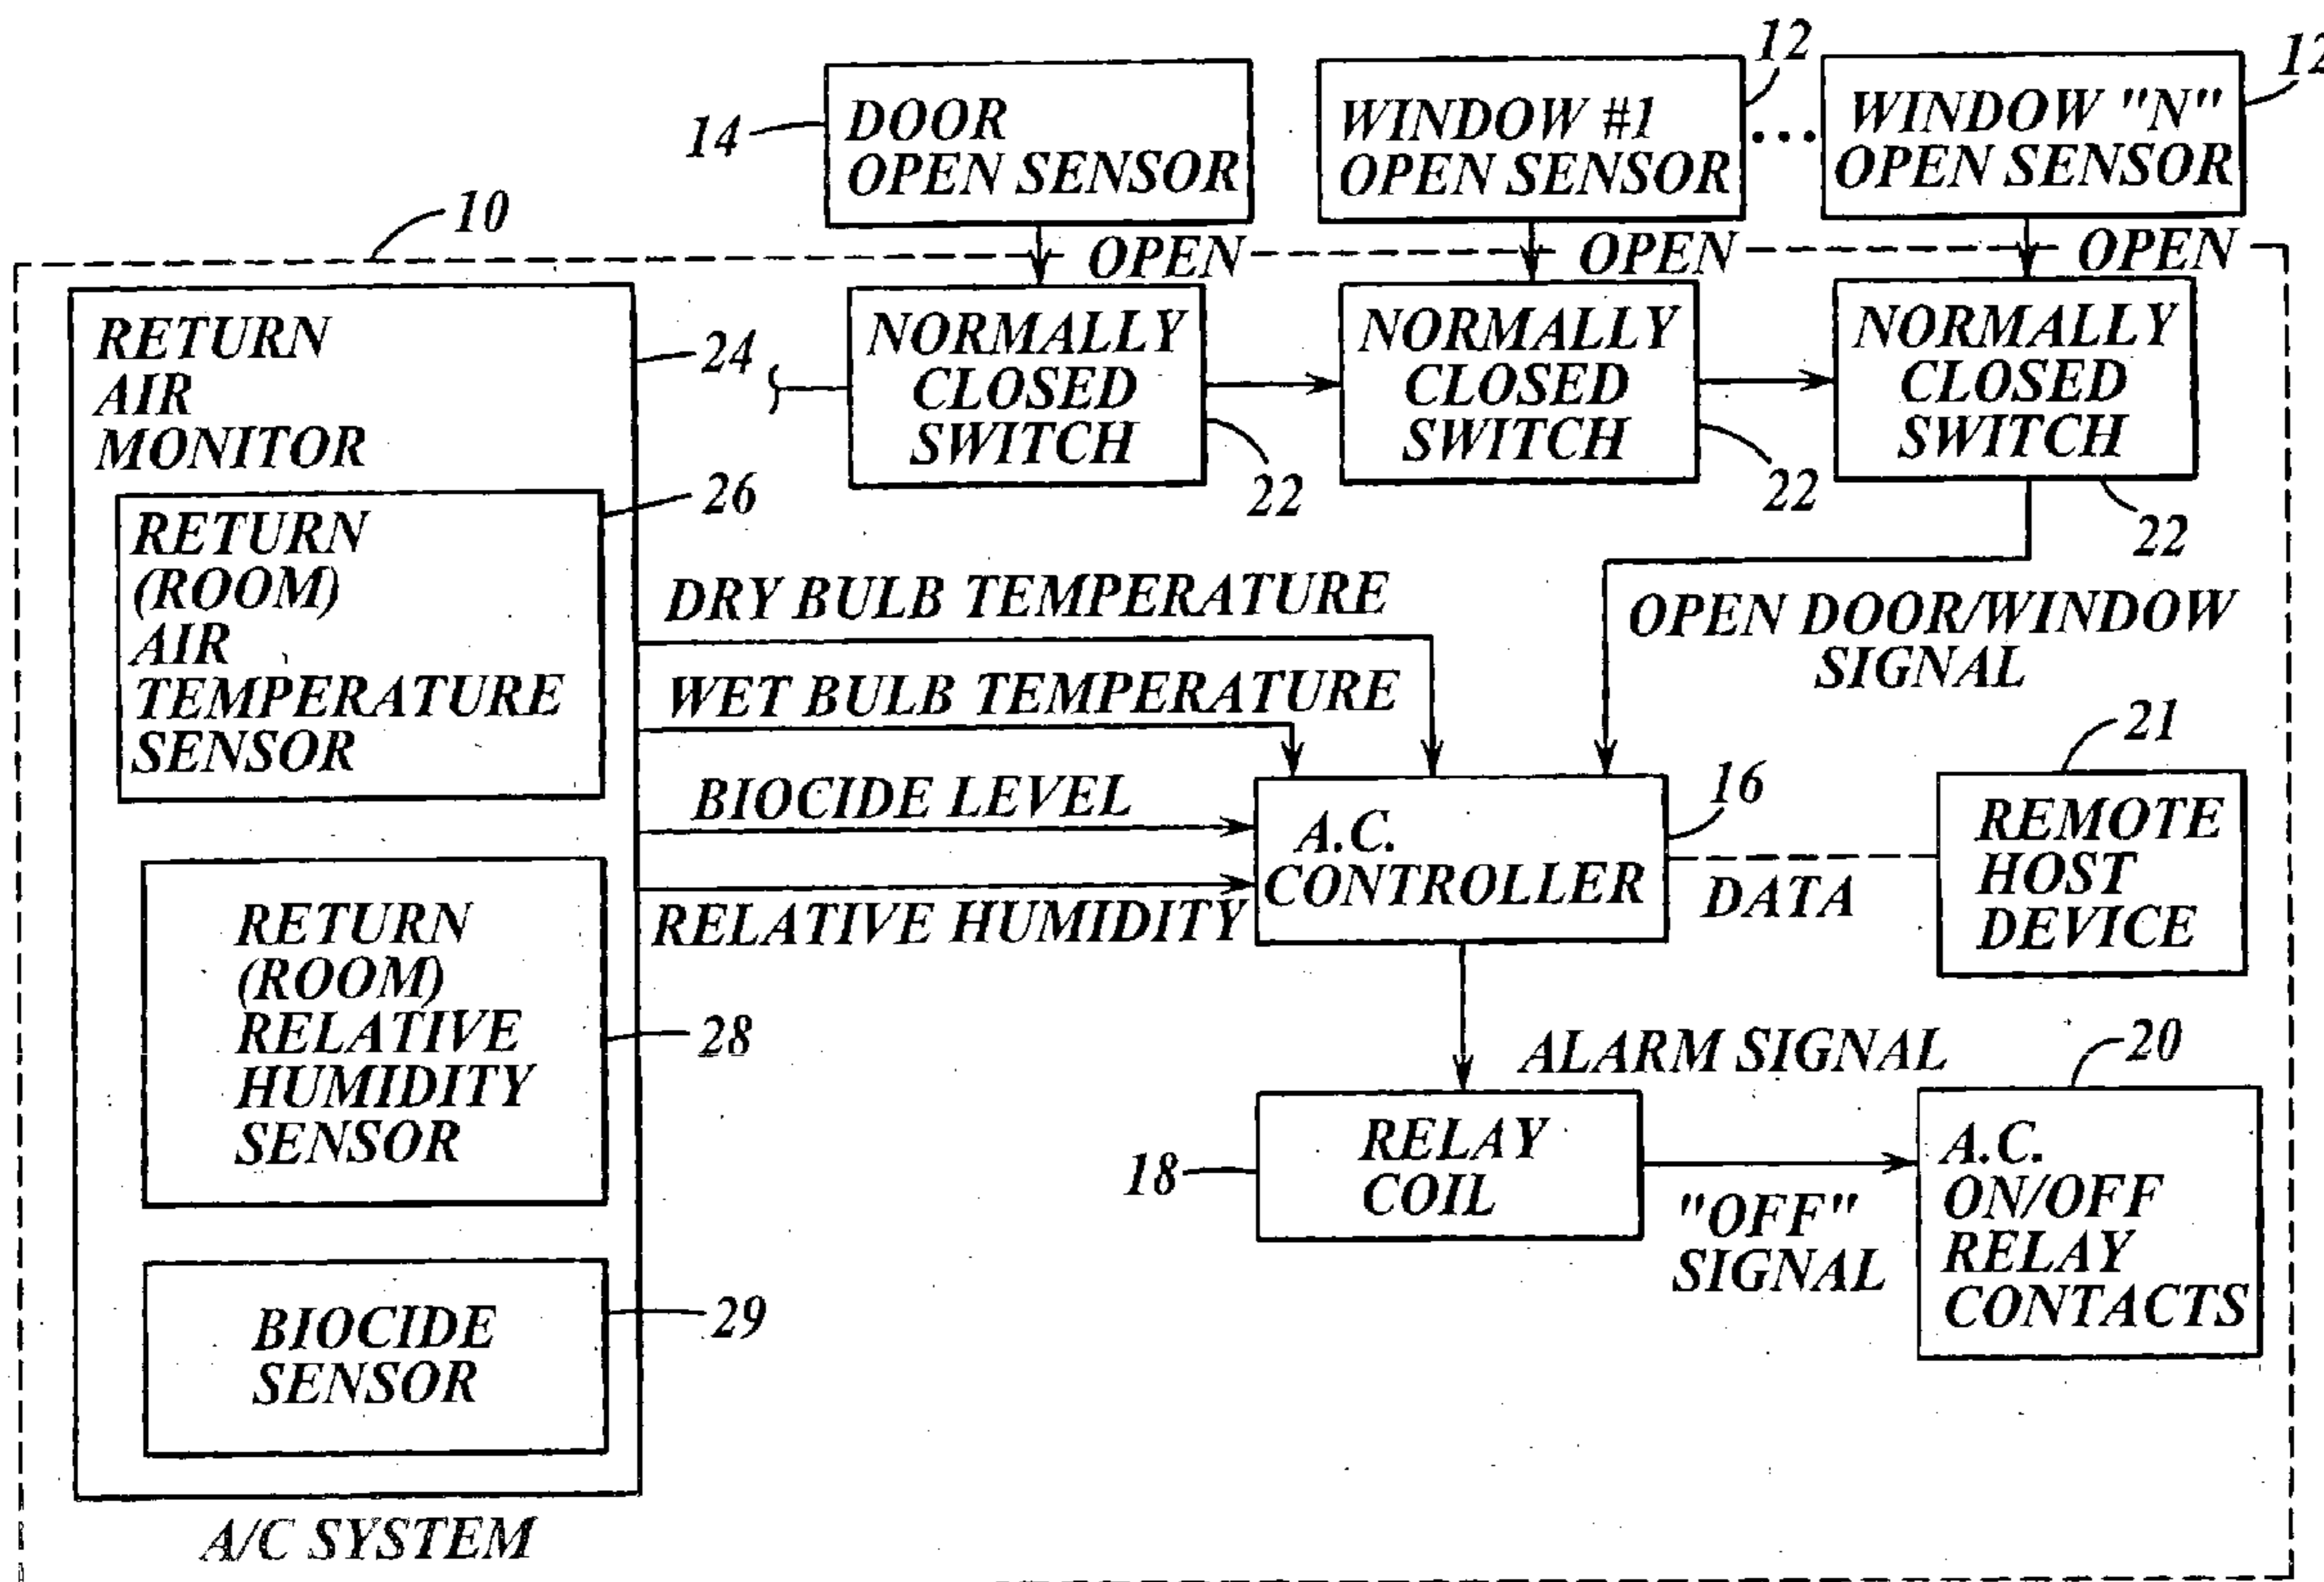 12
12
14
DOOR
OPEN SENSOR
WINDOW #1
OPEN SENSOR
...
WINDOW "N"
OPEN SENSOR
10
OPEN
OPEN
OPEN
RETURN
AIR
MONITOR
24
NORMALLY
CLOSED
SWITCH
22
NORMALLY
CLOSED
SWITCH
22
NORMALLY
CLOSED
SWITCH
22
RETURN
(ROOM)
AIR
TEMPERATURE
SENSOR
26
DRY BULB TEMPERATURE
WET BULB TEMPERATURE
BIOCIDE LEVEL
RELATIVE HUMIDITY
OPEN DOOR/WINDOW
SIGNAL
A.C.
CONTROLLER
16
DATA
21
REMOTE
HOST
DEVICE
RETURN
(ROOM)
RELATIVE
HUMIDITY
SENSOR
28
ALARM SIGNAL
18
RELAY
COIL
"OFF"
SIGNAL
20
A.C.
ON/OFF
RELAY
CONTACTS
BIOCIDE
SENSOR
29
A/C SYSTEM